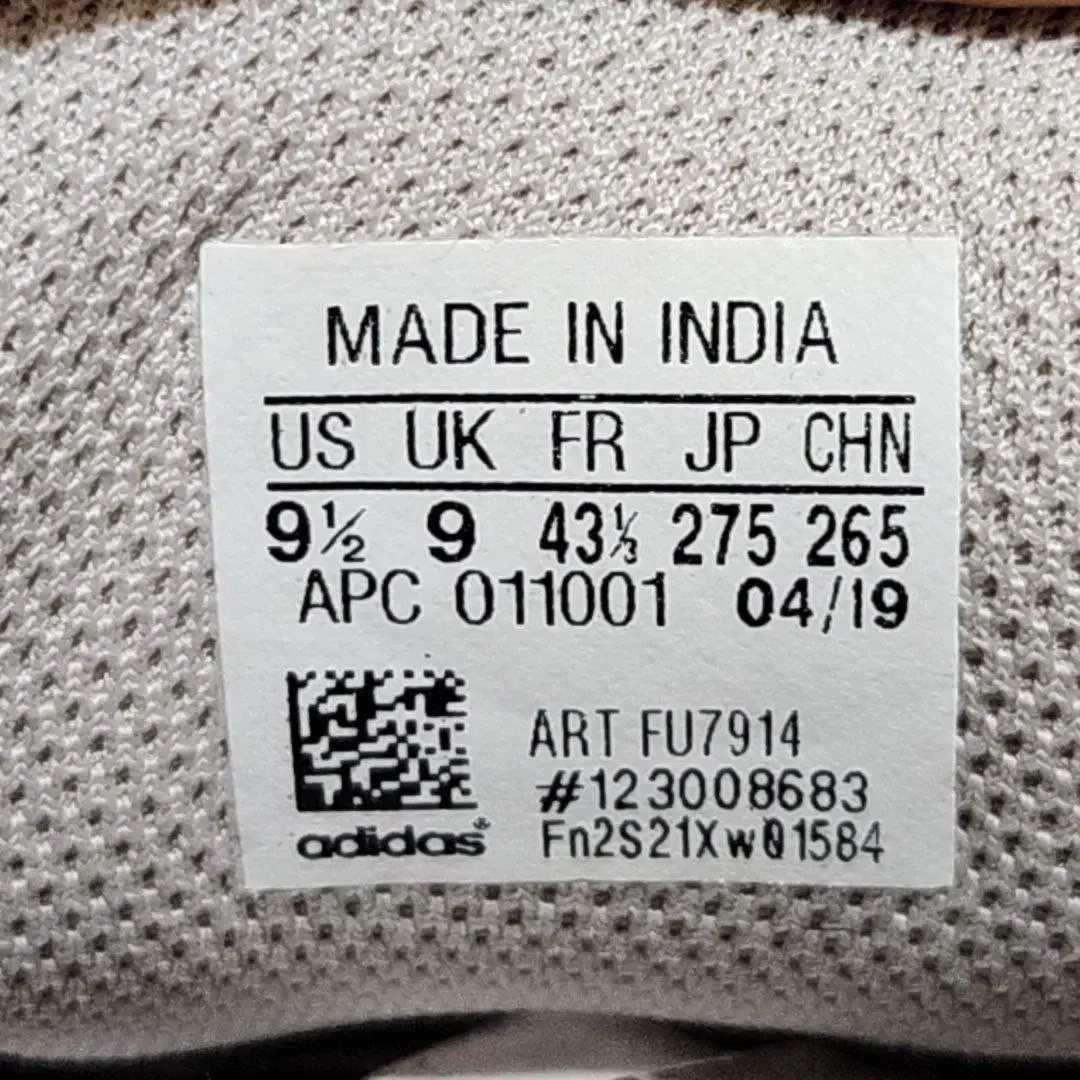 MADE IN INDIA
US UK FR JP CHN
9½ 9 43⅓ 275 265
APC 011001 04/19
ART FU7914
#123008683
adidas® Fn2S21Xw01584